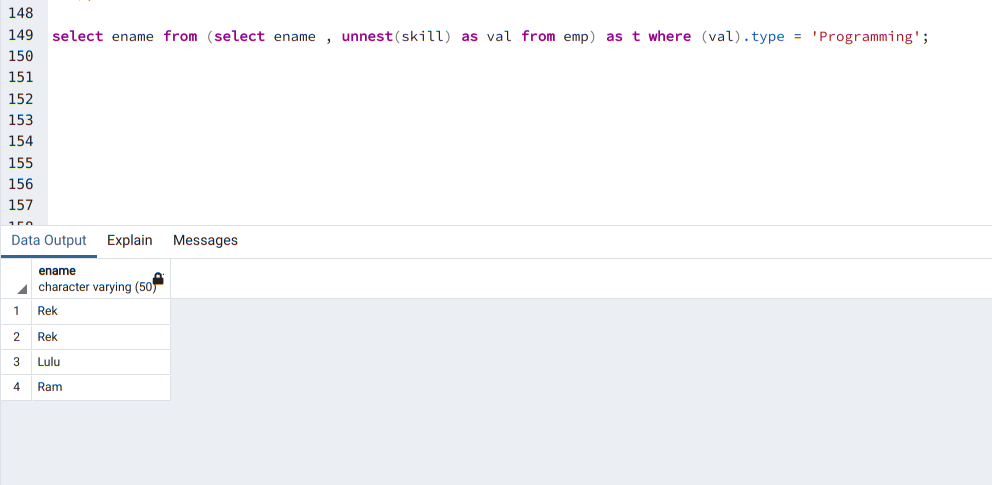 148
149 select ename from (select ename , unnest(skill) as val from emp) as t where (val).type = 'Programming';
150
151
152
153
154
155
156
157
Data Output Explain Messages
ename
character varying (50)
1 Rek
2 Rek
3 Lulu
4 Ram